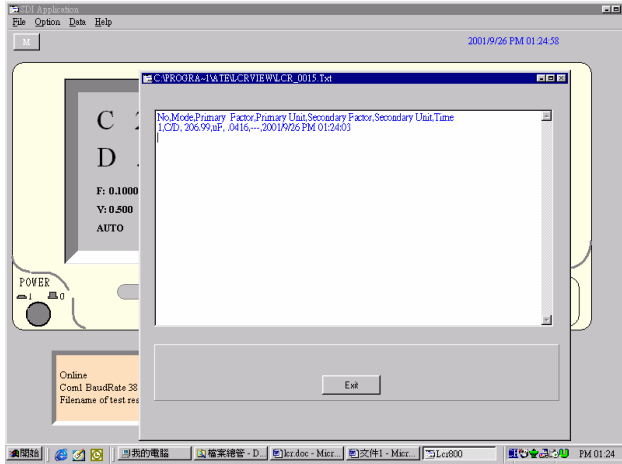 SDI Application
File Option Data Help
M
2001/9/26 PM 01:24:58
C:\PROGRA~1\ATE\LCRVIEW\LCR_0015.Txt
No,Mode,Primary Factor,Primary Unit,Secondary Factor,Secondary Unit,Time
1,C/D, 206.99,uF, .0416,---,2001/9/26 PM 01:24:03
C 2
D .
F: 0.1000
V: 0.500
AUTO
POWER
1 0
Online
Com1 BaudRate 38
Filename of test res
Exit
開始
我的電腦
檔案總管 - D...
lcr.doc - Micr...
文件1 - Micr...
Lcr800
PM 01:24